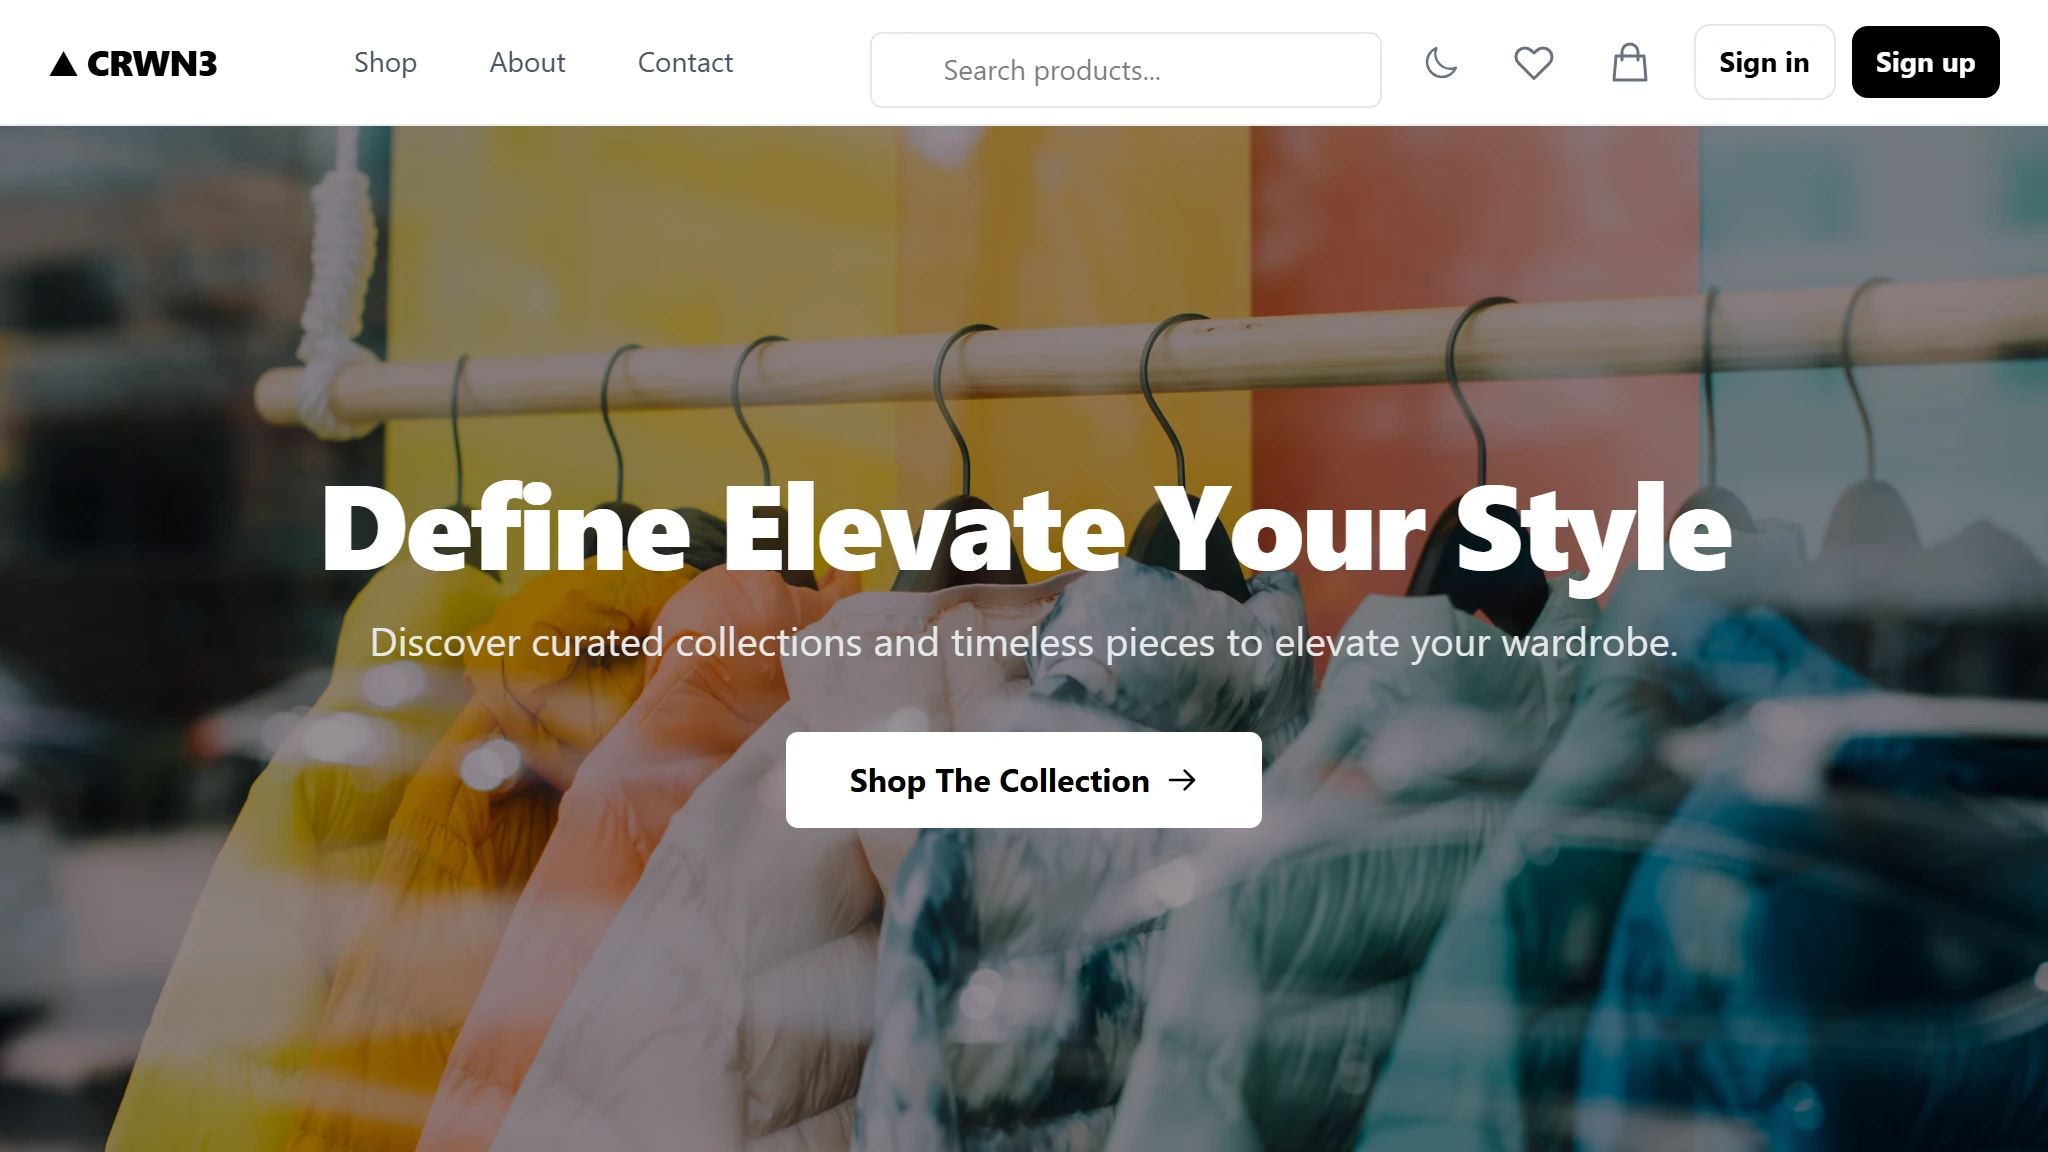 ▲ CRWN3
Shop
About
Contact
Search products...
Sign in
Sign up
Define Elevate Your Style
Discover curated collections and timeless pieces to elevate your wardrobe.
Shop The Collection →